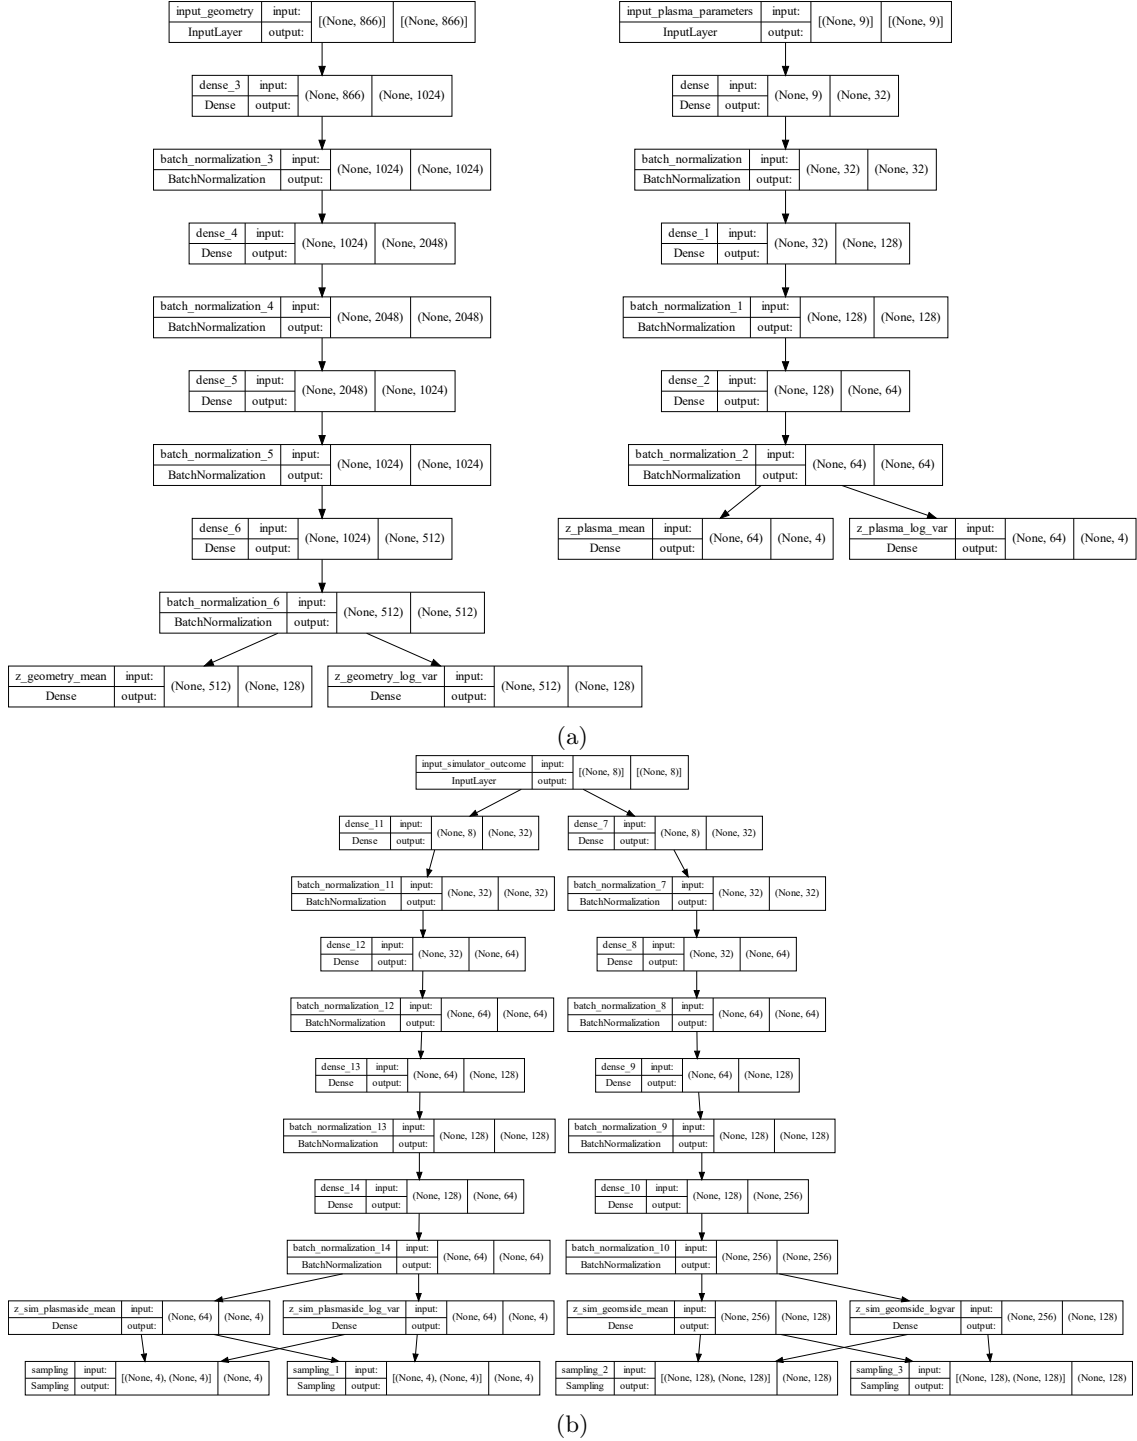 input_geometry input: [(None, 866)] [(None, 866)]
InputLayer output:
dense_3 input: (None, 866) (None, 1024)
Dense output:
batch_normalization_3 input: (None, 1024) (None, 1024)
BatchNormalization output:
dense_4 input: (None, 1024) (None, 2048)
Dense output:
batch_normalization_4 input: (None, 2048) (None, 2048)
BatchNormalization output:
dense_5 input: (None, 2048) (None, 1024)
Dense output:
batch_normalization_5 input: (None, 1024) (None, 1024)
BatchNormalization output:
dense_6 input: (None, 1024) (None, 512)
Dense output:
batch_normalization_6 input: (None, 512) (None, 512)
BatchNormalization output:
z_geometry_mean input: (None, 512) (None, 128)
Dense output:
z_geometry_log_var input: (None, 512) (None, 128)
Dense output:
input_plasma_parameters input: [(None, 9)] [(None, 9)]
InputLayer output:
dense input: (None, 9) (None, 32)
Dense output:
batch_normalization input: (None, 32) (None, 32)
BatchNormalization output:
dense_1 input: (None, 32) (None, 128)
Dense output:
batch_normalization_1 input: (None, 128) (None, 128)
BatchNormalization output:
dense_2 input: (None, 128) (None, 64)
Dense output:
batch_normalization_2 input: (None, 64) (None, 64)
BatchNormalization output:
z_plasma_mean input: (None, 64) (None, 4)
Dense output:
z_plasma_log_var input: (None, 64) (None, 4)
Dense output:
(a)
input_simulator_outcome input: [(None, 8)] [(None, 8)]
InputLayer output:
dense_11 input: (None, 8) (None, 32)
Dense output:
batch_normalization_11 input: (None, 32) (None, 32)
BatchNormalization output:
dense_12 input: (None, 32) (None, 64)
Dense output:
batch_normalization_12 input: (None, 64) (None, 64)
BatchNormalization output:
dense_13 input: (None, 64) (None, 128)
Dense output:
batch_normalization_13 input: (None, 128) (None, 128)
BatchNormalization output:
dense_14 input: (None, 128) (None, 64)
Dense output:
batch_normalization_14 input: (None, 64) (None, 64)
BatchNormalization output:
z_sim_plasmaside_mean input: (None, 64) (None, 4)
Dense output:
z_sim_plasmaside_log_var input: (None, 64) (None, 4)
Dense output:
sampling input: [(None, 4), (None, 4)] (None, 4)
Sampling output:
sampling_1 input: [(None, 4), (None, 4)] (None, 4)
Sampling output:
dense_7 input: (None, 8) (None, 32)
Dense output:
batch_normalization_7 input: (None, 32) (None, 32)
BatchNormalization output:
dense_8 input: (None, 32) (None, 64)
Dense output:
batch_normalization_8 input: (None, 64) (None, 64)
BatchNormalization output:
dense_9 input: (None, 64) (None, 128)
Dense output:
batch_normalization_9 input: (None, 128) (None, 128)
BatchNormalization output:
dense_10 input: (None, 128) (None, 256)
Dense output:
batch_normalization_10 input: (None, 256) (None, 256)
BatchNormalization output:
z_sim_geomside_mean input: (None, 256) (None, 128)
Dense output:
z_sim_geomside_logvar input: (None, 256) (None, 128)
Dense output:
sampling_2 input: [(None, 128), (None, 128)] (None, 128)
Sampling output:
sampling_3 input: [(None, 128), (None, 128)] (None, 128)
Sampling output:
(b)